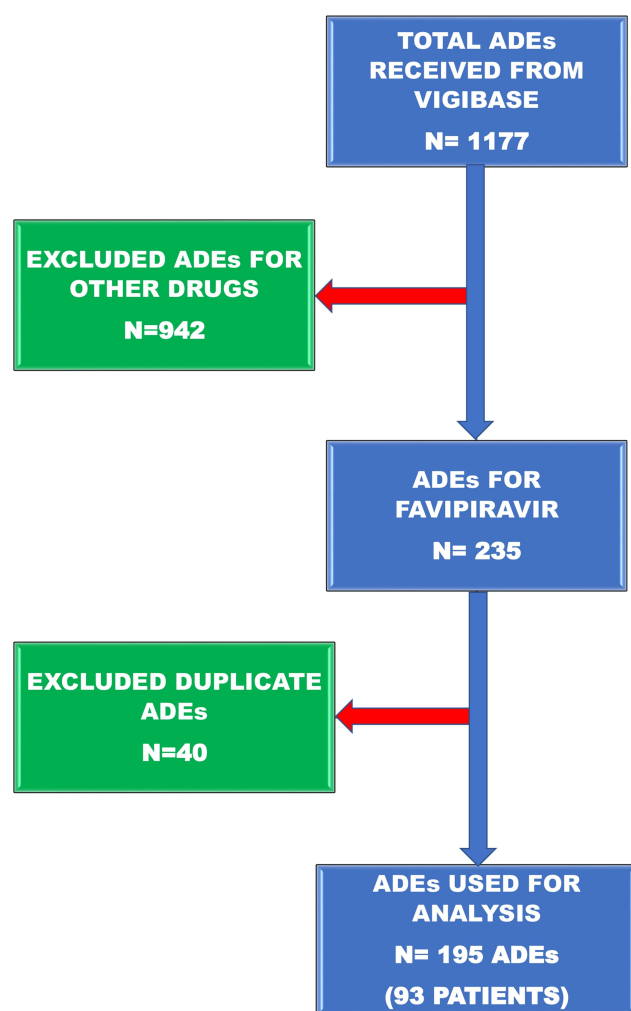 TOTAL ADEs
RECEIVED FROM
VIGIBASE
N= 1177
EXCLUDED ADEs FOR
OTHER DRUGS
N=942
ADEs FOR
FAVIPIRAVIR
N= 235
EXCLUDED DUPLICATE
ADEs
N=40
ADEs USED FOR
ANALYSIS
N= 195 ADEs
(93 PATIENTS)